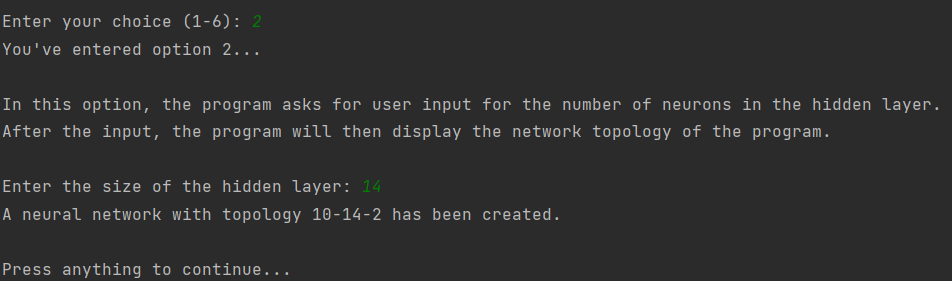 Enter your choice (1-6): 2
You've entered option 2...
In this option, the program asks for user input for the number of neurons in the hidden layer.
After the input, the program will then display the network topology of the program.
Enter the size of the hidden layer: 14
A neural network with topology 10-14-2 has been created.
Press anything to continue...